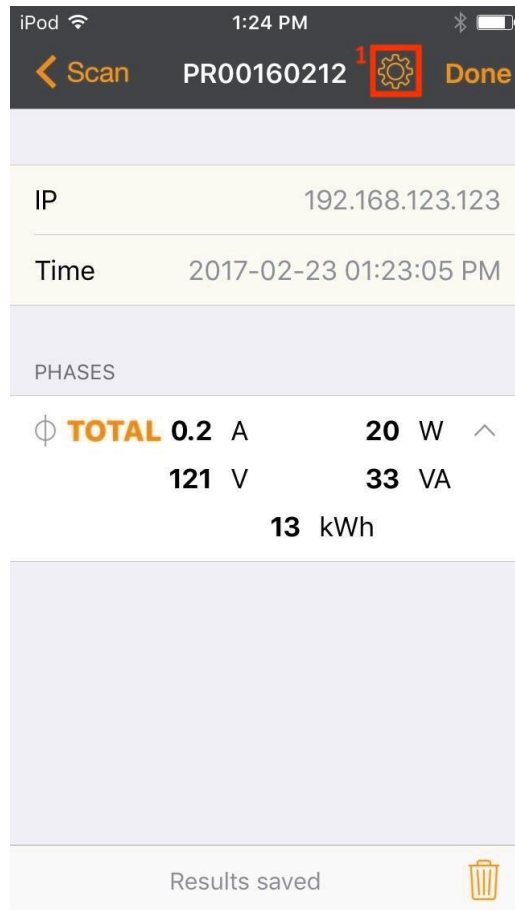 iPod 1:24 PM
Scan PR00160212 1 Done
IP 192.168.123.123
Time 2017-02-23 01:23:05 PM
PHASES
TOTAL 0.2 A 20 W
121 V 33 VA
13 kWh
Results saved